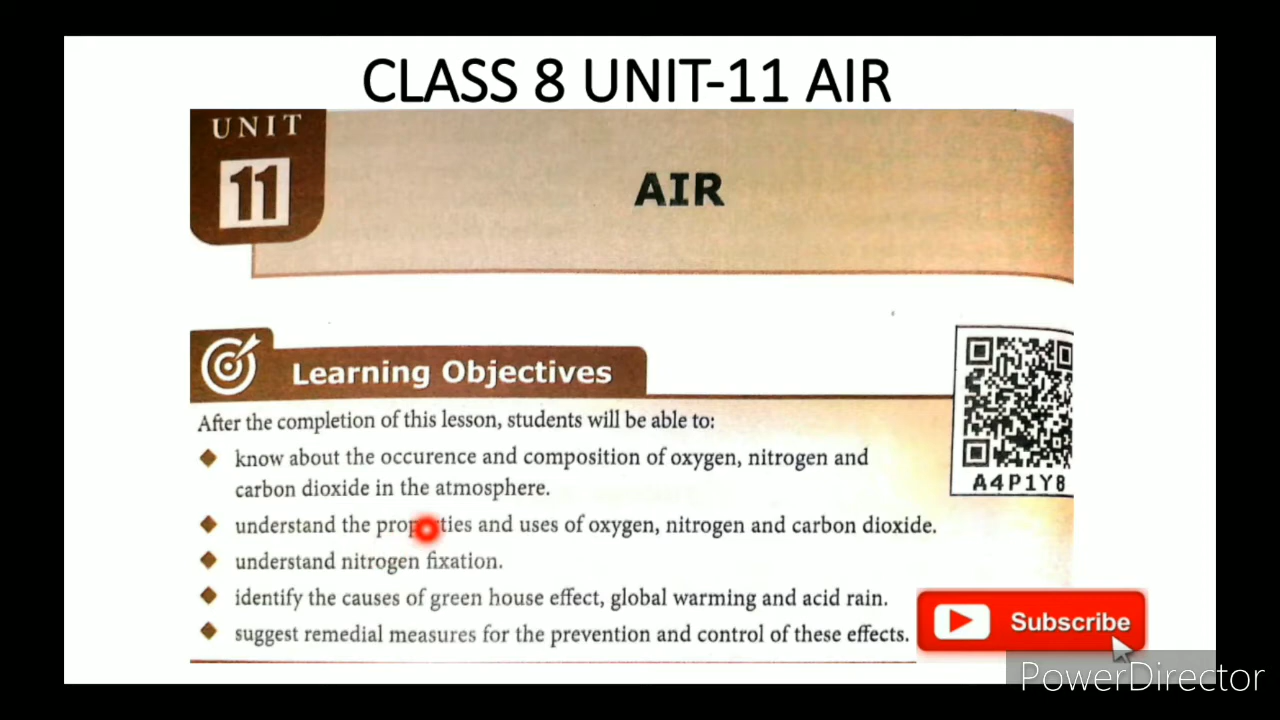 CLASS 8 UNIT-11 AIR
UNIT
11
AIR
Learning Objectives
A4P1Y8
After the completion of this lesson, students will be able to:
know about the occurence and composition of oxygen, nitrogen and
carbon dioxide in the atmosphere.
understand the properties and uses of oxygen, nitrogen and carbon dioxide.
understand nitrogen fixation.
identify the causes of green house effect, global warming and acid rain.
suggest remedial measures for the prevention and control of these effects.
Subscribe
PowerDirector